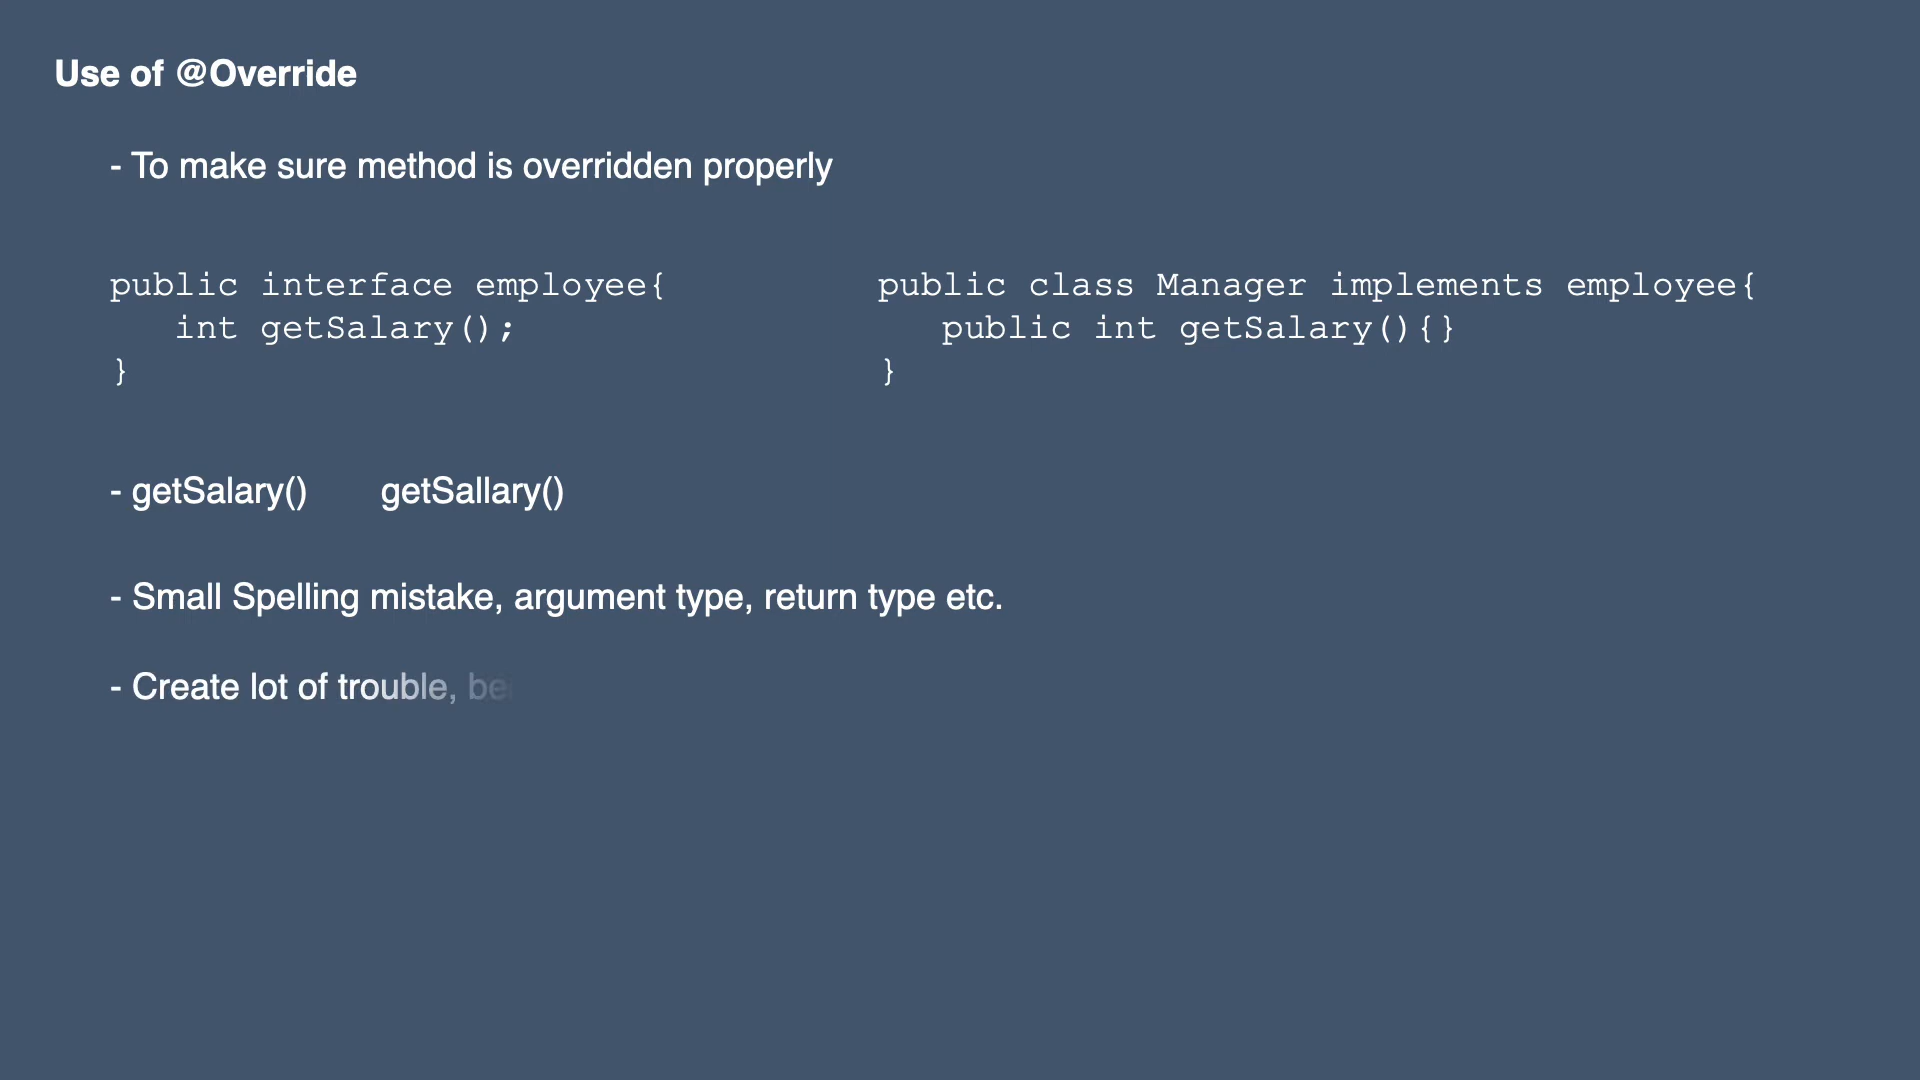 Use of @Override
- To make sure method is overridden properly
public interface employee{
int getSalary();
}
public class Manager implements employee{
public int getSalary(){}
}
- getSalary() getSallary()
- Small Spelling mistake, argument type, return type etc.
- Create lot of trouble,